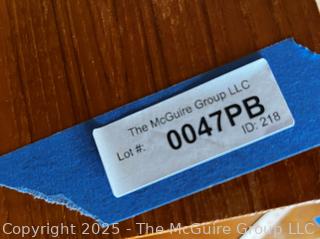 The McGuire Group LLC
Lot #: 0047PB
ID: 218
Copyright 2025 - The McGuire Group LLC